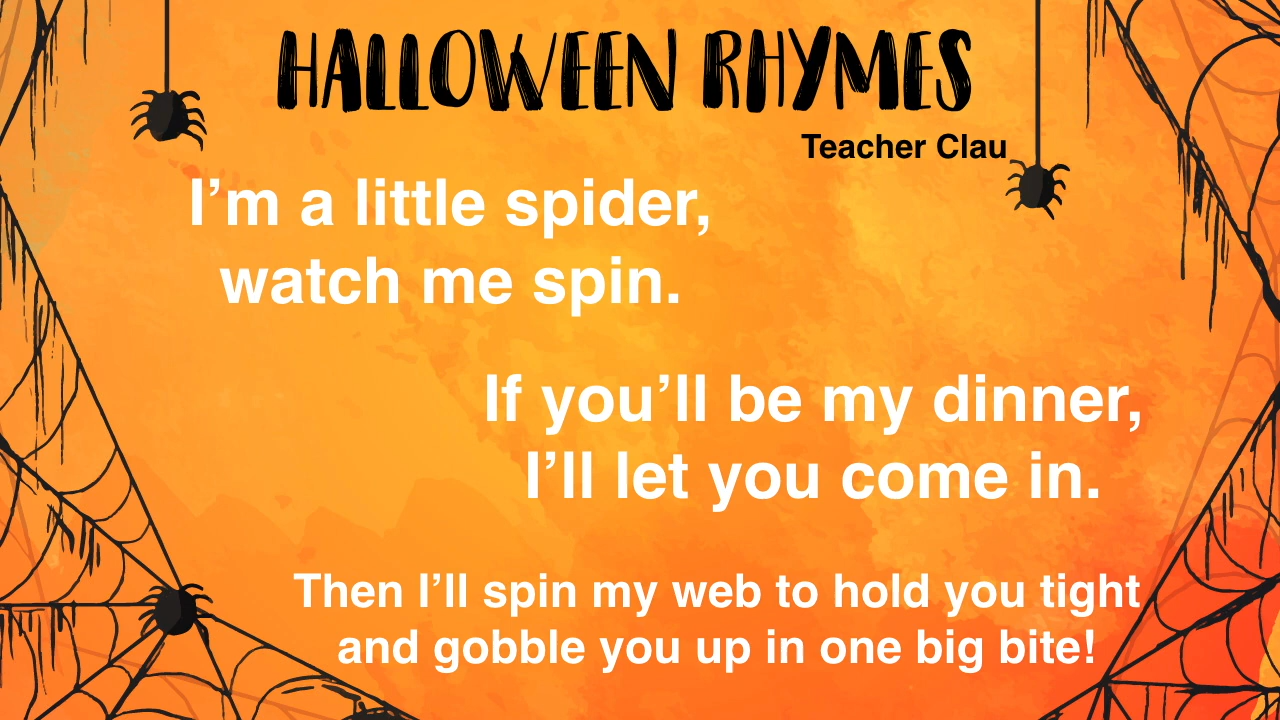 HALLOWEEN RHYMES
Teacher Clau
I’m a little spider,
watch me spin.
If you’ll be my dinner,
I’ll let you come in.
Then I’ll spin my web to hold you tight
and gobble you up in one big bite!